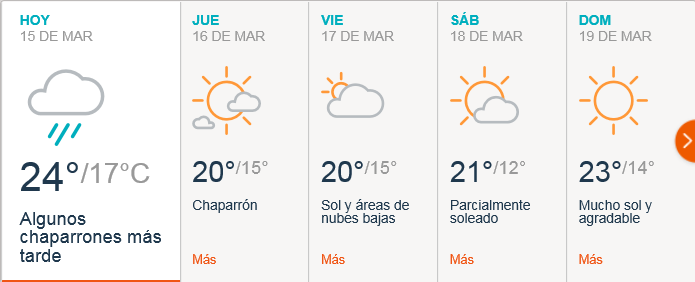 HOY
15 DE MAR
24°/17°C
Algunos
chaparrones más
tarde
JUE
16 DE MAR
20°/15°
Chaparrón
Más
VIE
17 DE MAR
20°/15°
Sol y áreas de
nubes bajas
Más
SÁB
18 DE MAR
21°/12°
Parcialmente
soleado
Más
DOM
19 DE MAR
23°/14°
Mucho sol y
agradable
Más